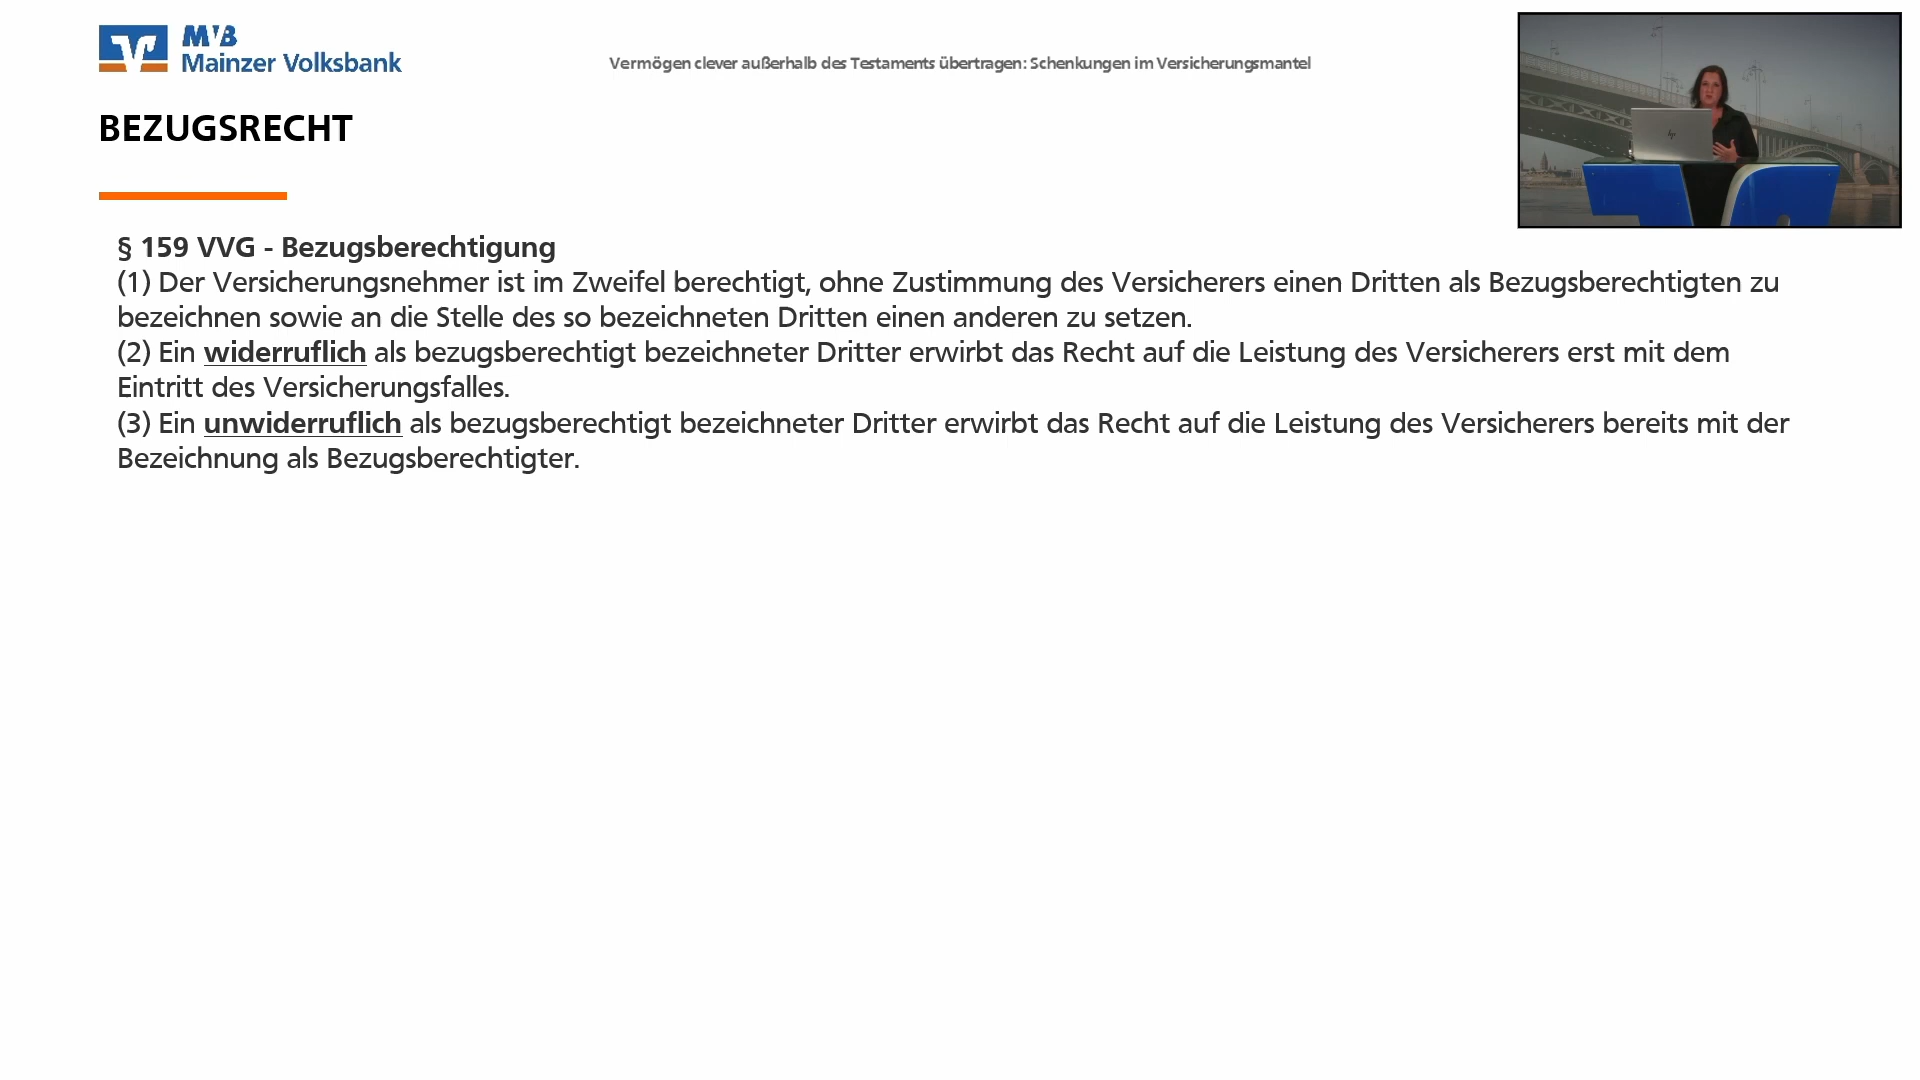 MVB
Mainzer Volksbank
Vermögen clever außerhalb des Testaments übertragen: Schenkungen im Versicherungsmantel
BEZUGSRECHT
§ 159 VVG - Bezugsberechtigung
(1) Der Versicherungsnehmer ist im Zweifel berechtigt, ohne Zustimmung des Versicherers einen Dritten als Bezugsberechtigten zu
bezeichnen sowie an die Stelle des so bezeichneten Dritten einen anderen zu setzen.
(2) Ein widerruflich als bezugsberechtigt bezeichneter Dritter erwirbt das Recht auf die Leistung des Versicherers erst mit dem
Eintritt des Versicherungsfalles.
(3) Ein unwiderruflich als bezugsberechtigt bezeichneter Dritter erwirbt das Recht auf die Leistung des Versicherers bereits mit der
Bezeichnung als Bezugsberechtigter.
hp